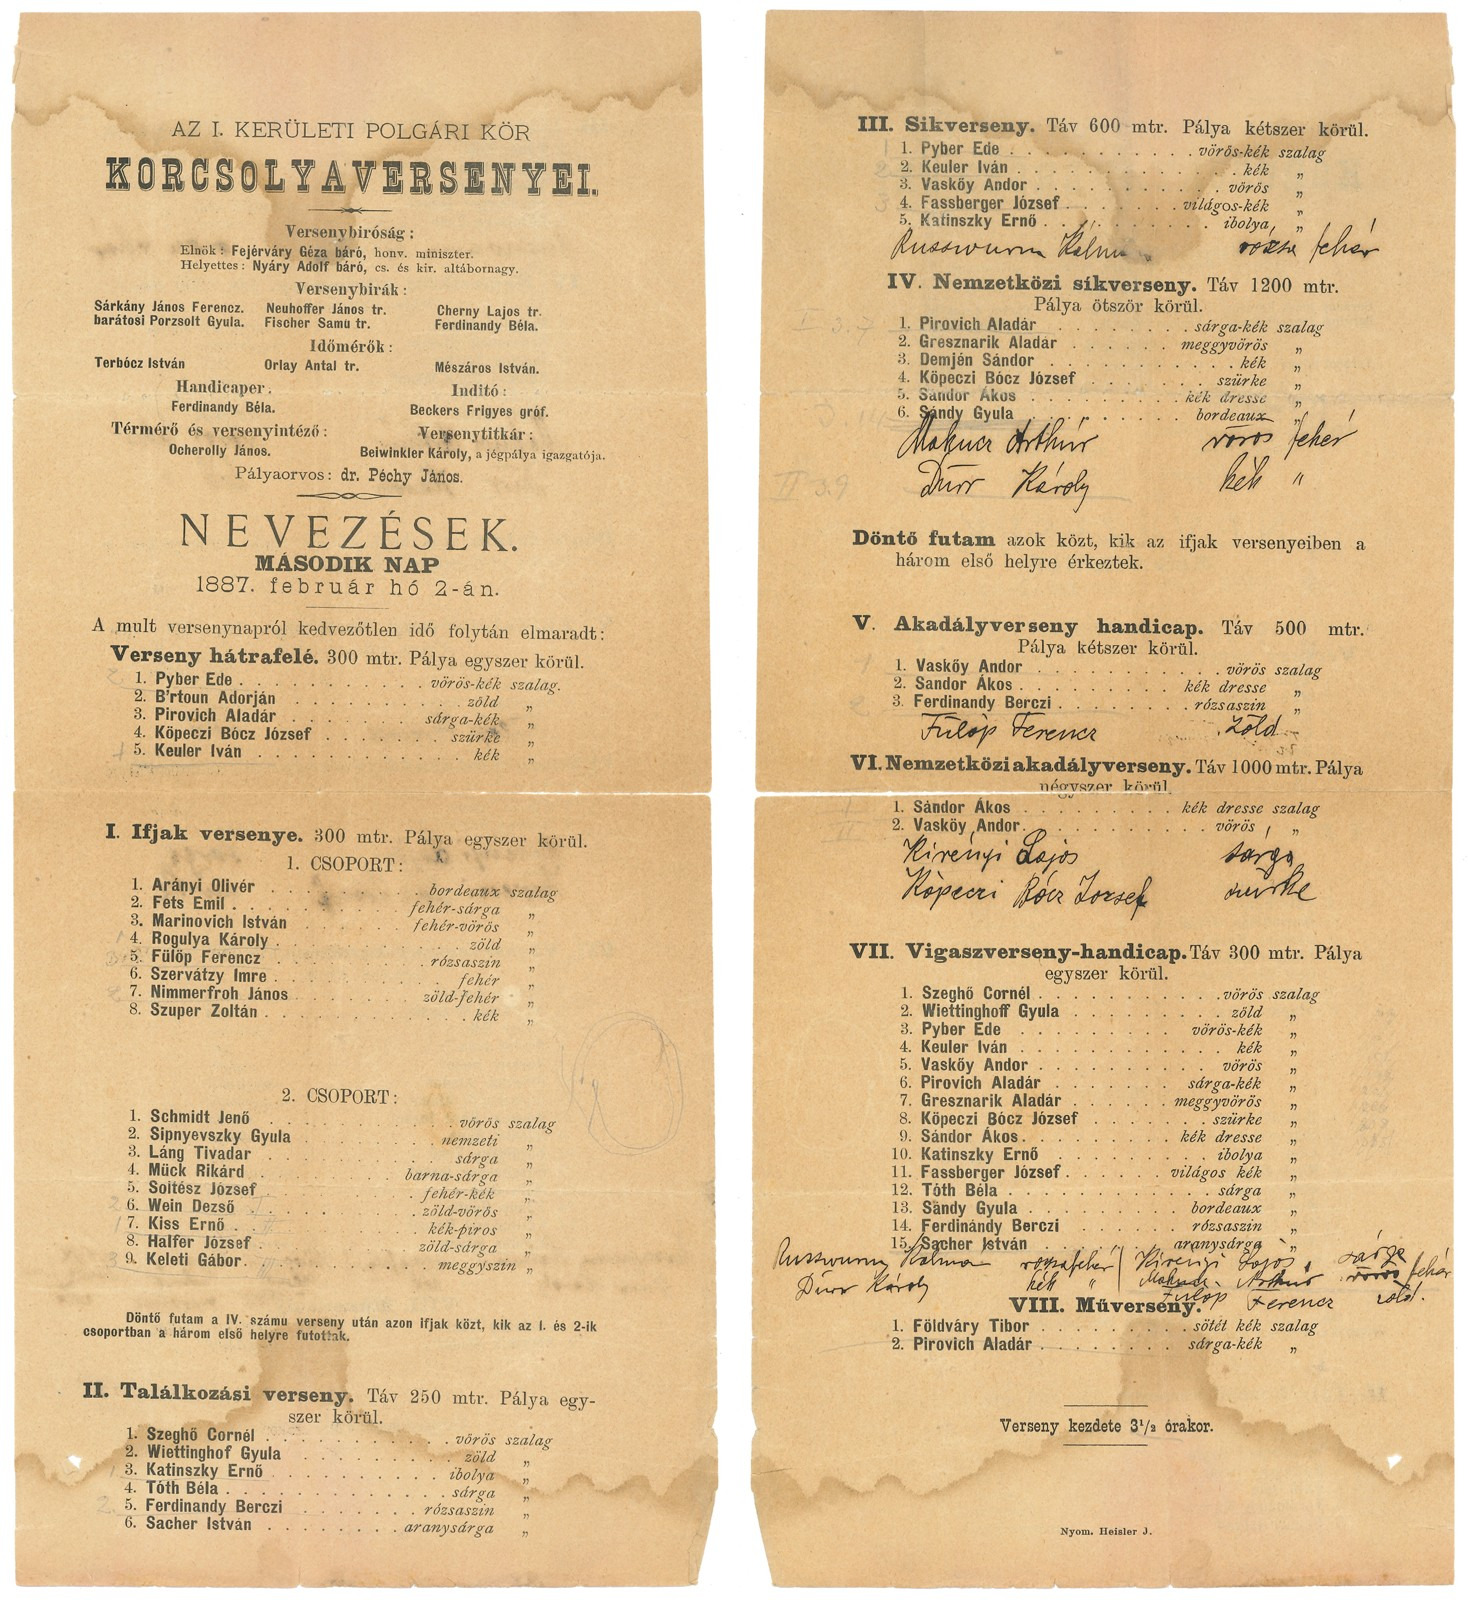 AZ I. KERÜLETI POLGÁRI KÖR
KORCSOLYAVERSENYEI.
Versenybiróság:
Elnök: Fejérváry Géza báró, honv. miniszter.
Helyettes: Nyáry Adolf báró, cs. és kir. altábornagy.
Versenybirák:
Sárkány János Ferencz. Neuhoffer János tr. Cherny Lajos tr.
barátosi Porzsolt Gyula. Fischer Samu tr. Ferdinandy Béla.
Időmérők:
Terbócz István Orlay Antal tr. Mészáros István.
Handicaper. Inditó:
Ferdinandy Béla. Beckers Frigyes gróf.
Térmérő és versenyintéző: Versenytitkár:
Ocherolly János. Beiwinkler Károly, a jégpálya igazgatója.
Pályaorvos: dr. Péchy János.
NEVEZÉSEK.
MÁSODIK NAP
1887. február hó 2-án.
A mult versenynapról kedvezőtlen idő folytán elmaradt:
Verseny hátrafelé. 300 mtr. Pálya egyszer körül.
1. Pyber Ede . . . . . . . . . . . vörös-kék szalag.
2. B'rtoun Adorján . . . . . . . . . zöld „
3. Pirovich Aladár . . . . . . . . sárga-kék „
4. Köpeczi Bócz József . . . . . . . szürke „
5. Keuler Iván . . . . . . . . . . . . kék „
I. Ifjak versenye. 300 mtr. Pálya egyszer körül.
1. CSOPORT:
1. Arányi Olivér . . . . . . . . bordeaux szalag
2. Fets Emil . . . . . . . . . fehér-sárga „
3. Marinovich István . . . . . . fehér-vörös „
4. Rogulya Károly . . . . . . . . . . zöld „
5. Fülöp Ferencz . . . . . . . . rózsaszin „
6. Szervátzy Imre . . . . . . . . . fehér „
7. Nimmerfroh János . . . . . . zöld-fehér „
8. Szuper Zoltán . . . . . . . . . . . . kék „
2. CSOPORT:
1. Schmidt Jenő . . . . . . . . . . vörös szalag
2. Sipnyevszky Gyula . . . . . . . nemzeti „
3. Láng Tivadar . . . . . . . . . . sárga „
4. Mück Rikárd . . . . . . . . barna-sárga „
5. Soltész József . . . . . . . . fehér-kék „
6. Wein Dezső . . . . . . . . . zöld-vörös „
7. Kiss Ernő . . . . . . . . . . kék-piros „
8. Halfer József . . . . . . . . zöld-sárga „
9. Keleti Gábor . . . . . . . . . meggyszin „
Döntő futam a IV. számu verseny után azon ifjak közt, kik az I. és 2-ik
csoportban a három első helyre futottak.
II. Találkozási verseny. Táv 250 mtr. Pálya egy-
szer körül.
1. Szeghő Cornél . . . . . . . . . vörös szalag
2. Wiettinghof Gyula . . . . . . . . . zöld „
3. Katinszky Ernő . . . . . . . . . ibolya „
4. Tóth Béla . . . . . . . . . . . . sárga „
5. Ferdinandy Berczi . . . . . . . rózsaszin „
6. Sacher István . . . . . . . . aranysárga „
III. Sikverseny. Táv 600 mtr. Pálya kétszer körül.
1. Pyber Ede . . . . . . . . . . . vörös-kék szalag
2. Keuler Iván . . . . . . . . . . . . . kék „
3. Vasköy Andor . . . . . . . . . . . vörös „
4. Fassberger József . . . . . . . világos-kék „
5. Katinszky Ernő . . . . . . . . . . ibolya „
Russwurm Kálmán rózsa fehér
IV. Nemzetközi síkverseny. Táv 1200 mtr.
Pálya ötször körül.
1. Pirovich Aladár . . . . . . . . sárga-kék szalag
2. Gresznarik Aladár . . . . . . meggyvörös „
3. Demjén Sándor . . . . . . . . . . . kék „
4. Köpeczi Bócz József . . . . . . . szürke „
5. Sándor Ákos . . . . . . . . . kék dresse „
6. Sándy Gyula . . . . . . . . . bordeaux „
Makucz Arthúr vörös fehér
Dürr Károly kék "
Döntő futam azok közt, kik az ifjak versenyeiben a
három első helyre érkeztek.
V. Akadályverseny handicap. Táv 500 mtr.
Pálya kétszer körül.
1. Vasköy Andor . . . . . . . . . . vörös szalag
2. Sandor Ákos . . . . . . . . . kék dresse „
3. Ferdinandy Berczi . . . . . . . rózsaszin „
Fülöp Ferencz zöld
VI. Nemzetközi akadályverseny. Táv 1000 mtr. Pálya
négyszer körül.
1. Sándor Ákos . . . . . . . . . kék dresse szalag
2. Vasköy Andor . . . . . . . . . . . vörös „
Kirényi Lajos sárga
Köpeczi Bócz József szürke
VII. Vigaszverseny-handicap. Táv 300 mtr. Pálya
egyszer körül.
1. Szeghő Cornél . . . . . . . . . . vörös szalag
2. Wiettinghoff Gyula . . . . . . . . . zöld „
3. Pyber Ede . . . . . . . . . . vörös-kék „
4. Keuler Iván . . . . . . . . . . . . kék „
5. Vasköy Andor . . . . . . . . . . vörös „
6. Pirovich Aladár . . . . . . . . sárga-kék „
7. Gresznarik Aladár . . . . . . meggyvörös „
8. Köpeczi Bócz József . . . . . . . szürke „
9. Sándor Ákos . . . . . . . . . kék dresse „
10. Katinszky Ernő . . . . . . . . . ibolya „
11. Fassberger József . . . . . . . világos kék „
12. Tóth Béla . . . . . . . . . . . . sárga „
13. Sandy Gyula . . . . . . . . . bordeaux „
14. Ferdinándy Berczi . . . . . . rózsaszin „
15. Sacher István . . . . . . . . aranysárga „
Russwurm Kálmán rózsafehér Kirényi Lajos sárga
Dürr Károly kék " Makucz Arthur vörös fehér
Fülöp Ferencz zöld.
VIII. Müverseny.
1. Földváry Tibor . . . . . . . . . sötét kék szalag
2. Pirovich Aladár . . . . . . . . sárga-kék „
Verseny kezdete 3½ órakor.
Nyom. Heisler J.